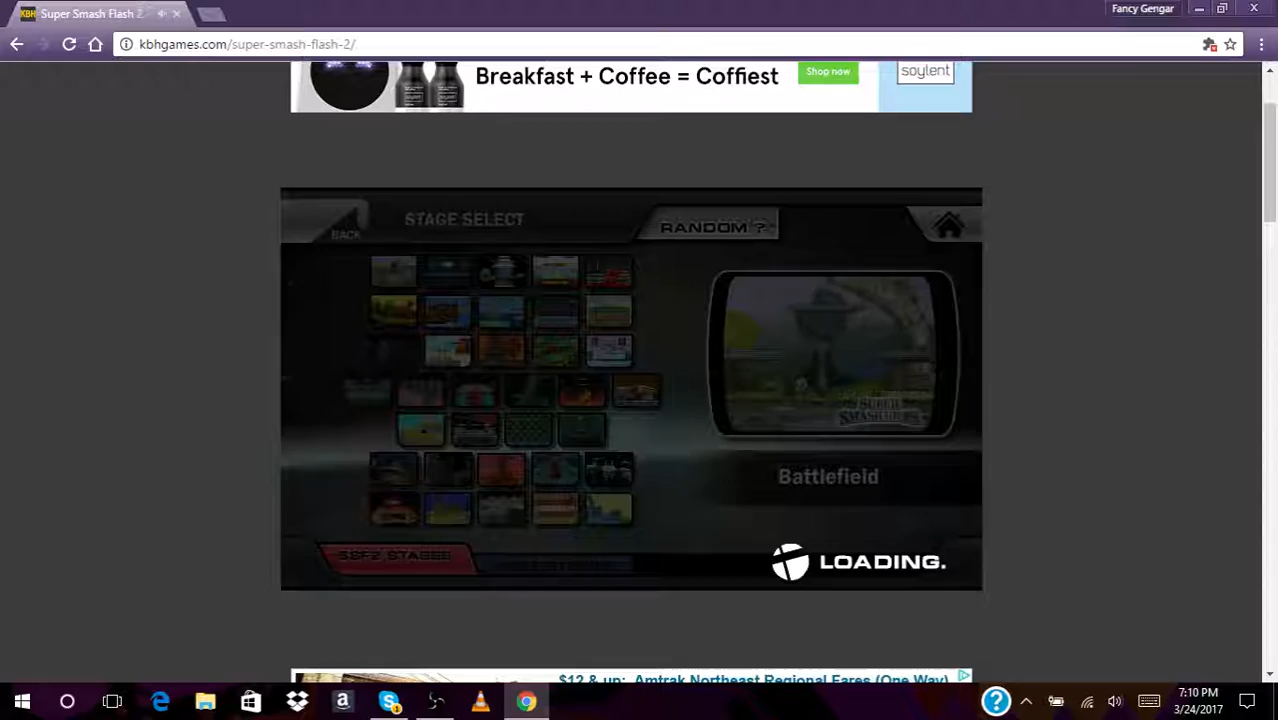 Super Smash Flash 2
Fancy Gengar
kbhgames.com/super-smash-flash-2/
Breakfast + Coffee = Coffiest
Shop now
soylent
BACK
STAGE SELECT
RANDOM ?
SUPER
SMASH BROS
Battlefield
SSF2 STAGES
LOADING.
$12 & up: Amtrak Northeast Regional Fares (One Way)
7:10 PM
3/24/2017